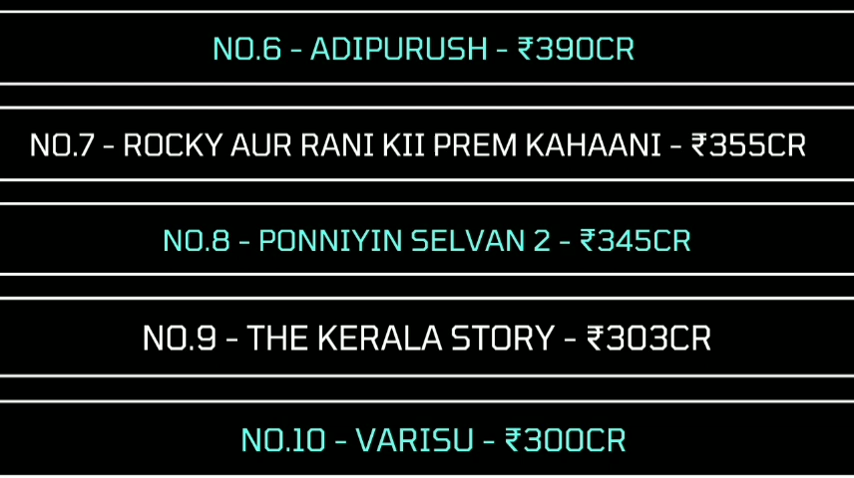 NO.6 - ADIPURUSH - ₹390CR
NO.7 - ROCKY AUR RANI KII PREM KAHAANI - ₹355CR
NO.8 - PONNIYIN SELVAN 2 - ₹345CR
NO.9 - THE KERALA STORY - ₹303CR
NO.10 - VARISU - ₹300CR